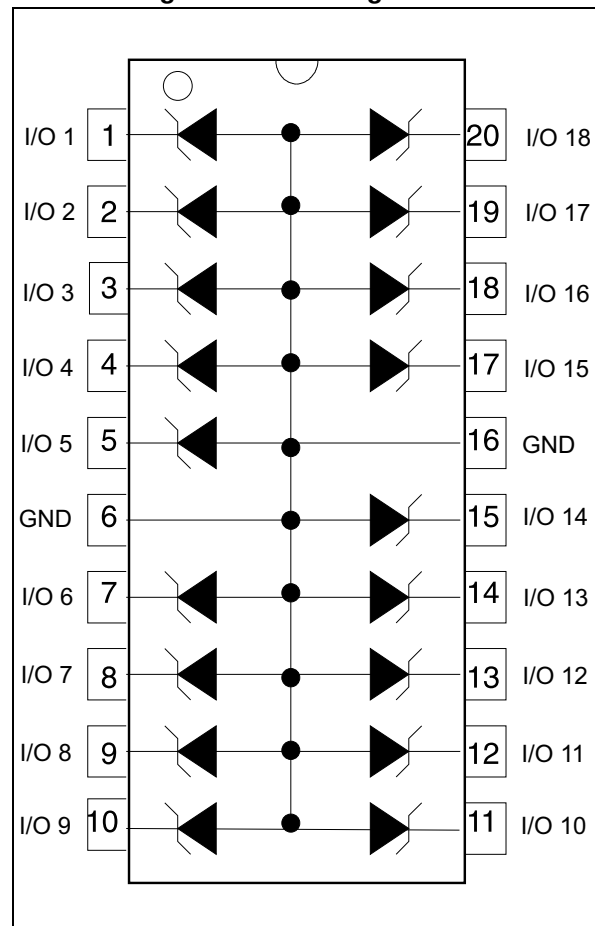 I/O 1 1 20 I/O 18
I/O 2 2 19 I/O 17
I/O 3 3 18 I/O 16
I/O 4 4 17 I/O 15
I/O 5 5 16 GND
GND 6 15 I/O 14
I/O 6 7 14 I/O 13
I/O 7 8 13 I/O 12
I/O 8 9 12 I/O 11
I/O 9 10 11 I/O 10